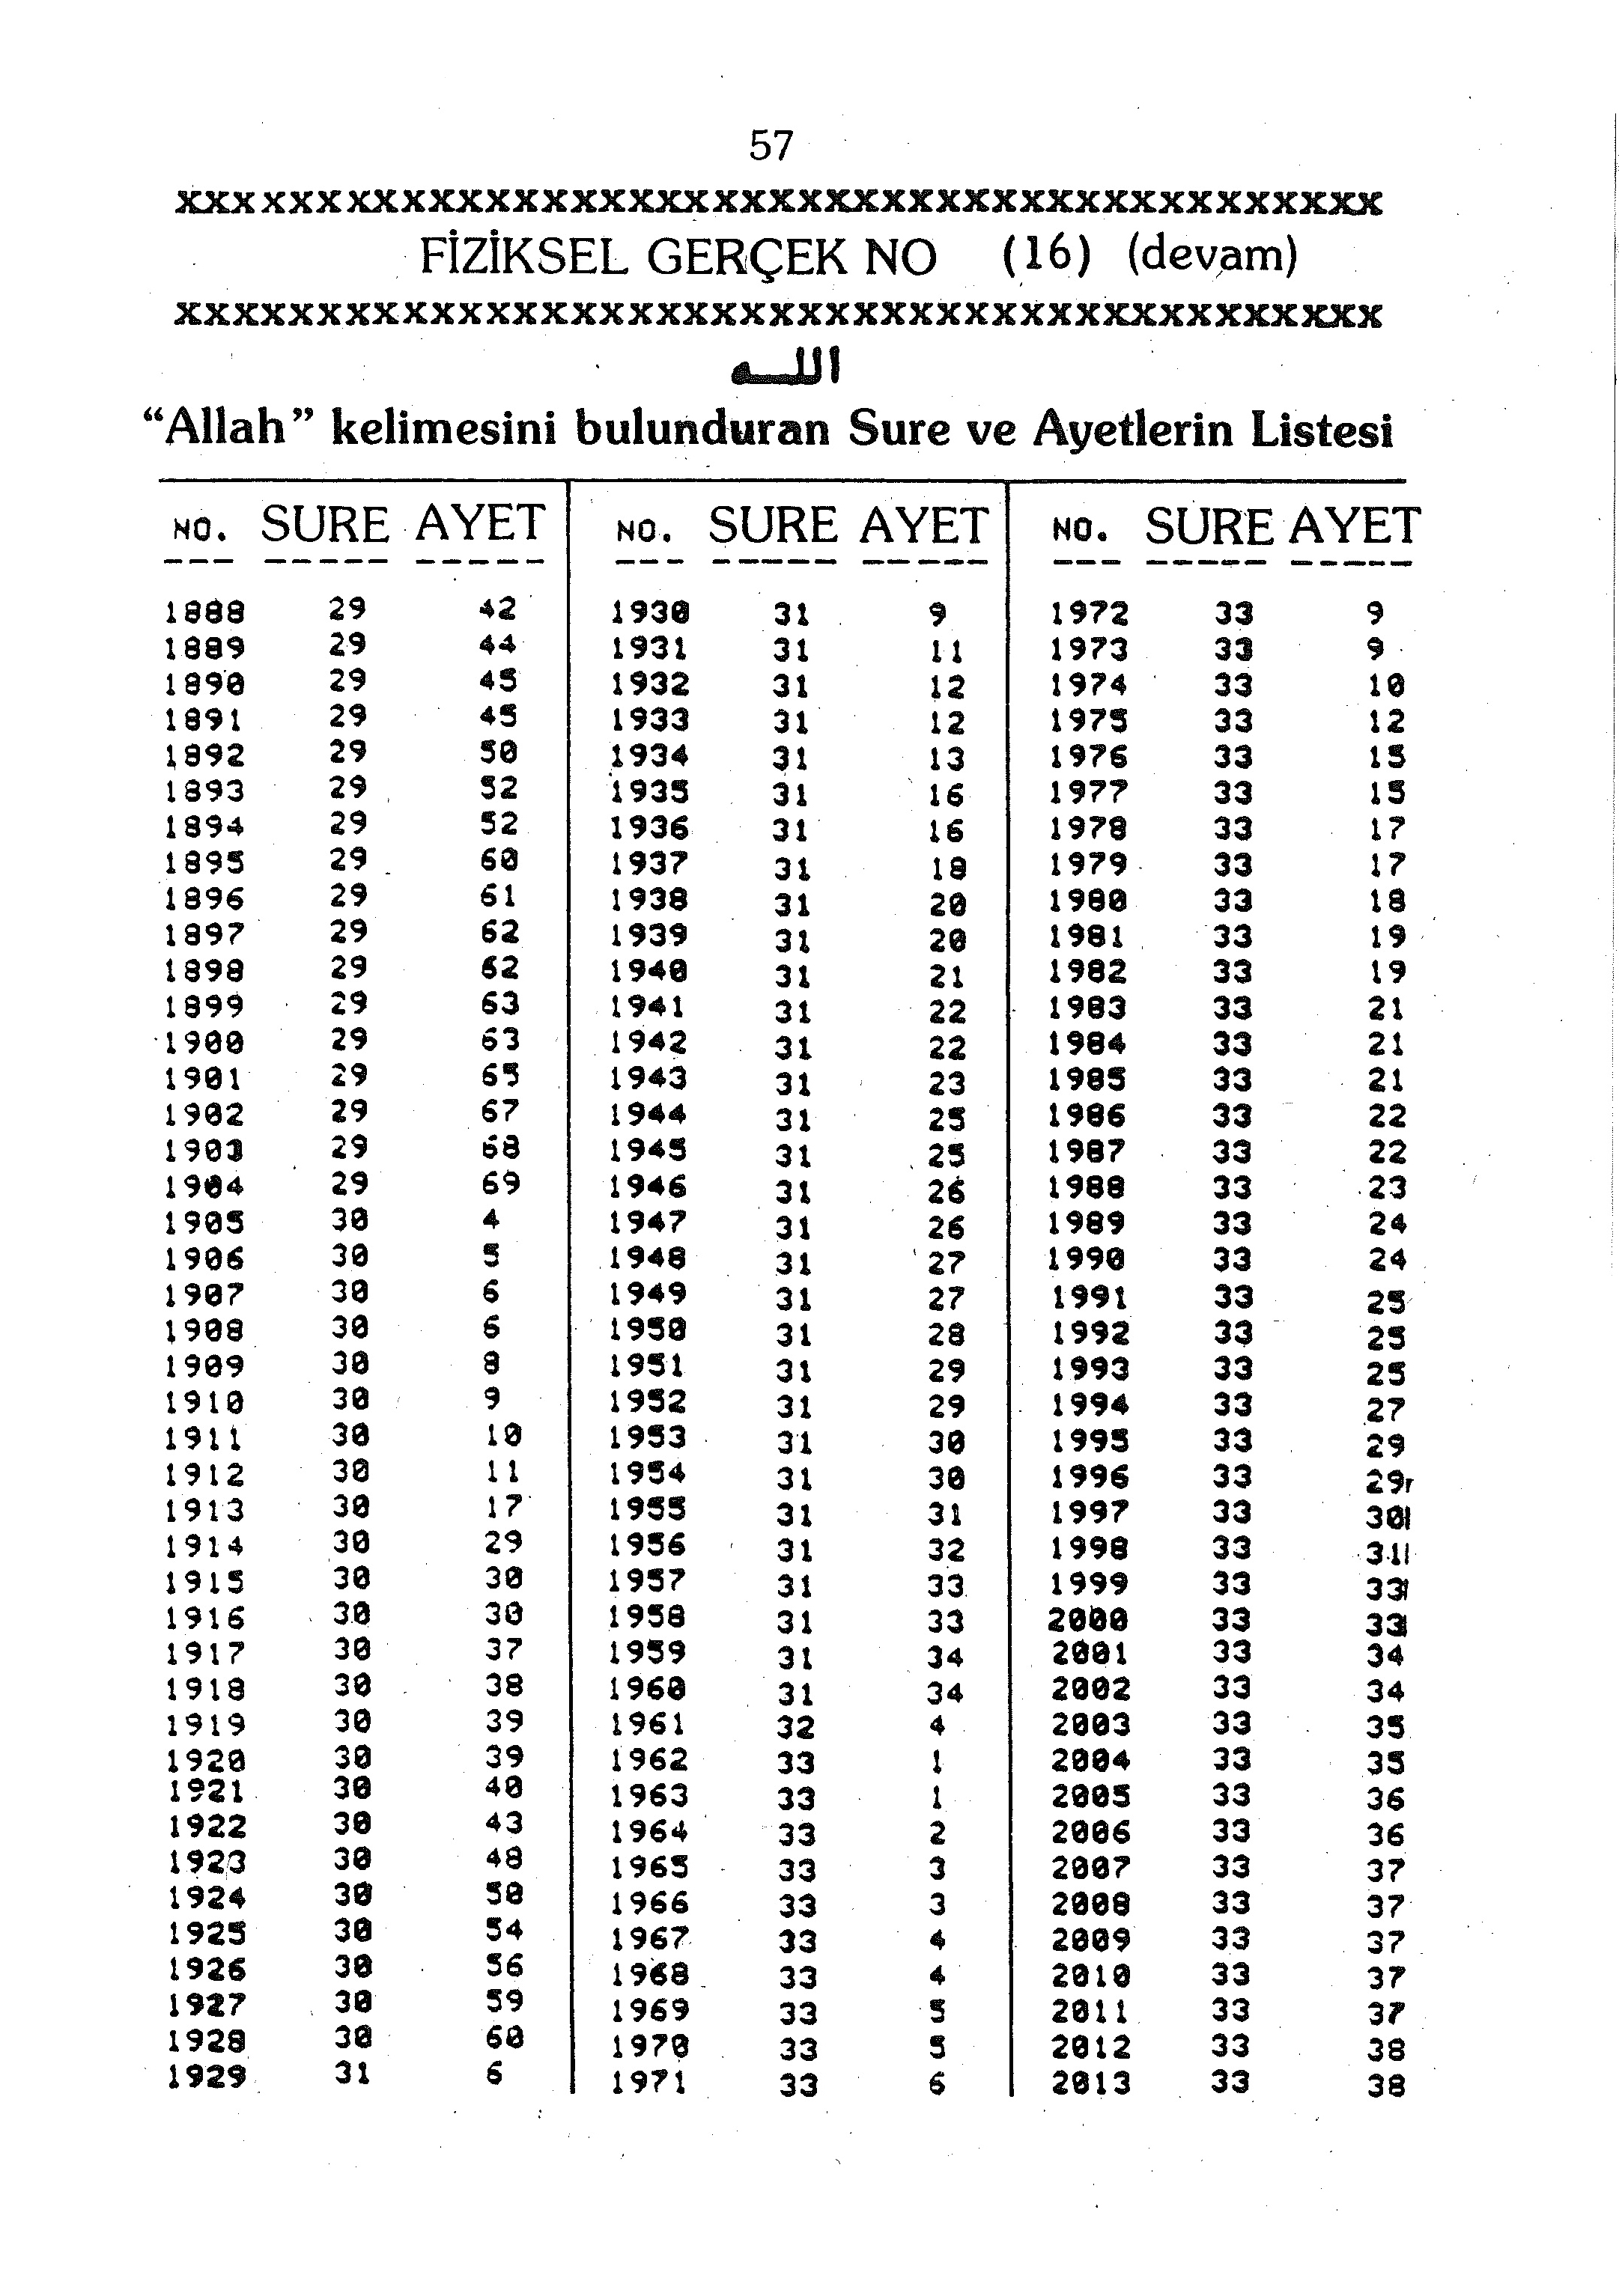 57
XXXXXXXXXXXXXXXXXXXXXXXXXXXXXXXXXXXXXXXXXXX
FİZİKSEL GERÇEK NO (16) (devam)
XXXXXXXXXXXXXXXXXXXXXXXXXXXXXXXXXXXXXXXXXXX
الله
“Allah” kelimesini bulunduran Sure ve Ayetlerin Listesi
NO. SURE AYET NO. SURE AYET NO. SURE AYET
--- ----- ----- --- ----- ----- --- ----- -----
1888 29 42 1930 31 9 1972 33 9
1889 29 44 1931 31 11 1973 33 9
1890 29 45 1932 31 12 1974 33 10
1891 29 45 1933 31 12 1975 33 12
1892 29 50 1934 31 13 1976 33 15
1893 29 52 1935 31 16 1977 33 15
1894 29 52 1936 31 16 1978 33 17
1895 29 60 1937 31 18 1979 33 17
1896 29 61 1938 31 20 1980 33 18
1897 29 62 1939 31 20 1981 33 19
1898 29 62 1940 31 21 1982 33 19
1899 29 63 1941 31 22 1983 33 21
1900 29 63 1942 31 22 1984 33 21
1901 29 65 1943 31 23 1985 33 21
1902 29 67 1944 31 25 1986 33 22
1903 29 68 1945 31 25 1987 33 22
1904 29 69 1946 31 26 1988 33 23
1905 30 4 1947 31 26 1989 33 24
1906 30 5 1948 31 27 1990 33 24
1907 30 6 1949 31 27 1991 33 25
1908 30 6 1950 31 28 1992 33 25
1909 30 8 1951 31 29 1993 33 25
1910 30 9 1952 31 29 1994 33 27
1911 30 10 1953 31 30 1995 33 29
1912 30 11 1954 31 30 1996 33 29
1913 30 17 1955 31 31 1997 33 30
1914 30 29 1956 31 32 1998 33 31
1915 30 30 1957 31 33 1999 33 33
1916 30 30 1958 31 33 2000 33 33
1917 30 37 1959 31 34 2001 33 34
1918 30 38 1960 31 34 2002 33 34
1919 30 39 1961 32 4 2003 33 35
1920 30 39 1962 33 1 2004 33 35
1921 30 40 1963 33 1 2005 33 36
1922 30 43 1964 33 2 2006 33 36
1923 30 48 1965 33 3 2007 33 37
1924 30 50 1966 33 3 2008 33 37
1925 30 54 1967 33 4 2009 33 37
1926 30 56 1968 33 4 2010 33 37
1927 30 59 1969 33 5 2011 33 37
1928 30 60 1970 33 5 2012 33 38
1929 31 6 1971 33 6 2013 33 38